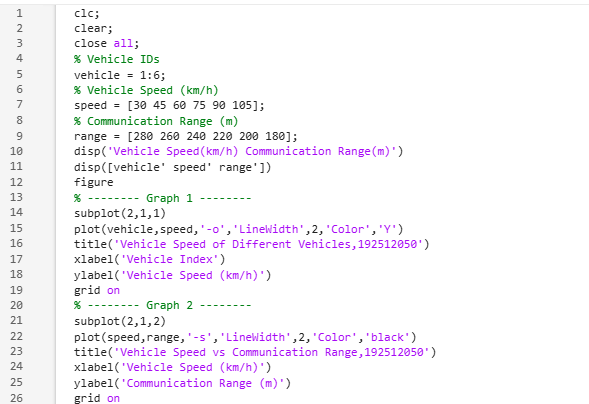 1 clc;
2 clear;
3 close all;
4 % Vehicle IDs
5 vehicle = 1:6;
6 % Vehicle Speed (km/h)
7 speed = [30 45 60 75 90 105];
8 % Communication Range (m)
9 range = [280 260 240 220 200 180];
10 disp('Vehicle Speed(km/h) Communication Range(m)')
11 disp([vehicle' speed' range'])
12 figure
13 % -------- Graph 1 --------
14 subplot(2,1,1)
15 plot(vehicle,speed,'-o','LineWidth',2,'Color','Y')
16 title('Vehicle Speed of Different Vehicles,192512050')
17 xlabel('Vehicle Index')
18 ylabel('Vehicle Speed (km/h)')
19 grid on
20 % -------- Graph 2 --------
21 subplot(2,1,2)
22 plot(speed,range,'-s','LineWidth',2,'Color','black')
23 title('Vehicle Speed vs Communication Range,192512050')
24 xlabel('Vehicle Speed (km/h)')
25 ylabel('Communication Range (m)')
26 grid on